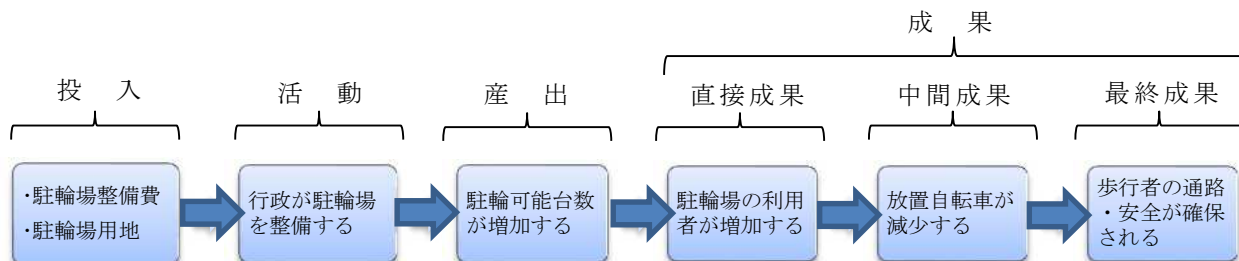 成　果
投　入
活　動
産　出
直接成果
中間成果
最終成果
・駐輪場整備費
・駐輪場用地
行政が駐輪場
を整備する
駐輪可能台数
が増加する
駐輪場の利用
者が増加する
放置自転車が
減少する
歩行者の通路
・安全が確保
される